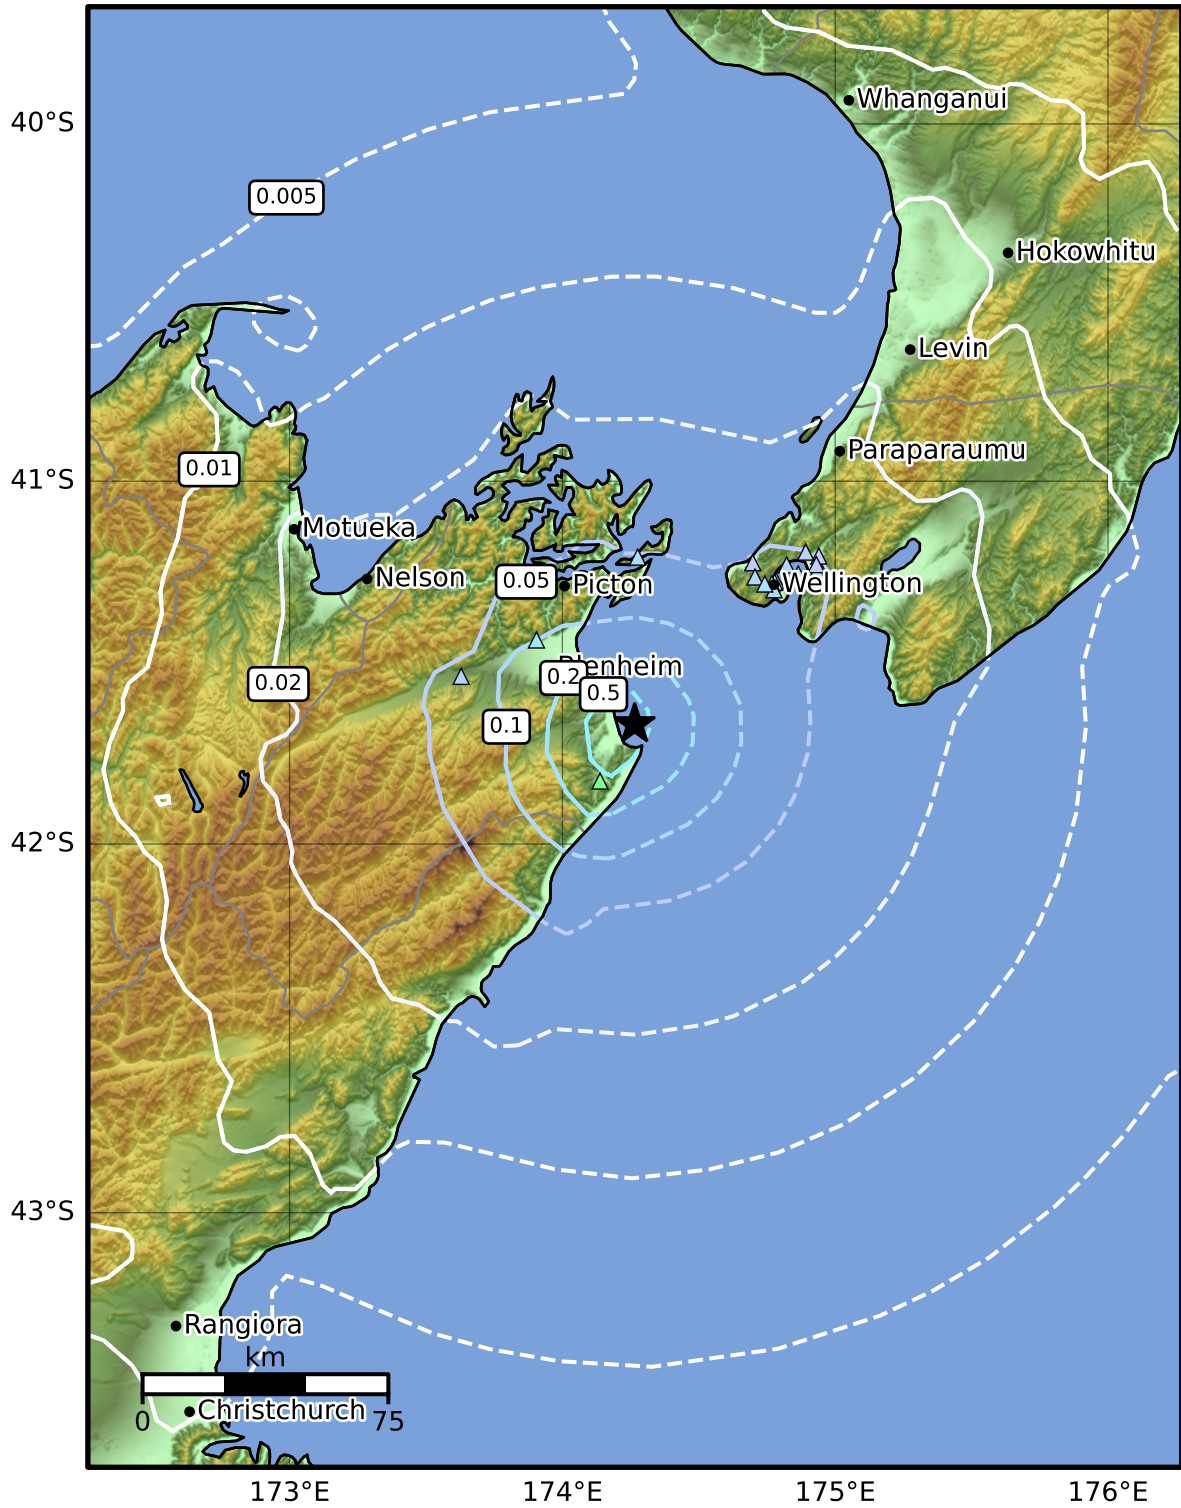 40°S
Whanganui
0.005
Hokowhitu
Levin
Paraparaumu
0.01
41°S
Motueka
Nelson
0.05
Picton
Wellington
Blenheim
0.2
0.02
0.5
0.1
42°S
43°S
Rangiora
km
Christchurch
0
75
173°E
174°E
175°E
176°E